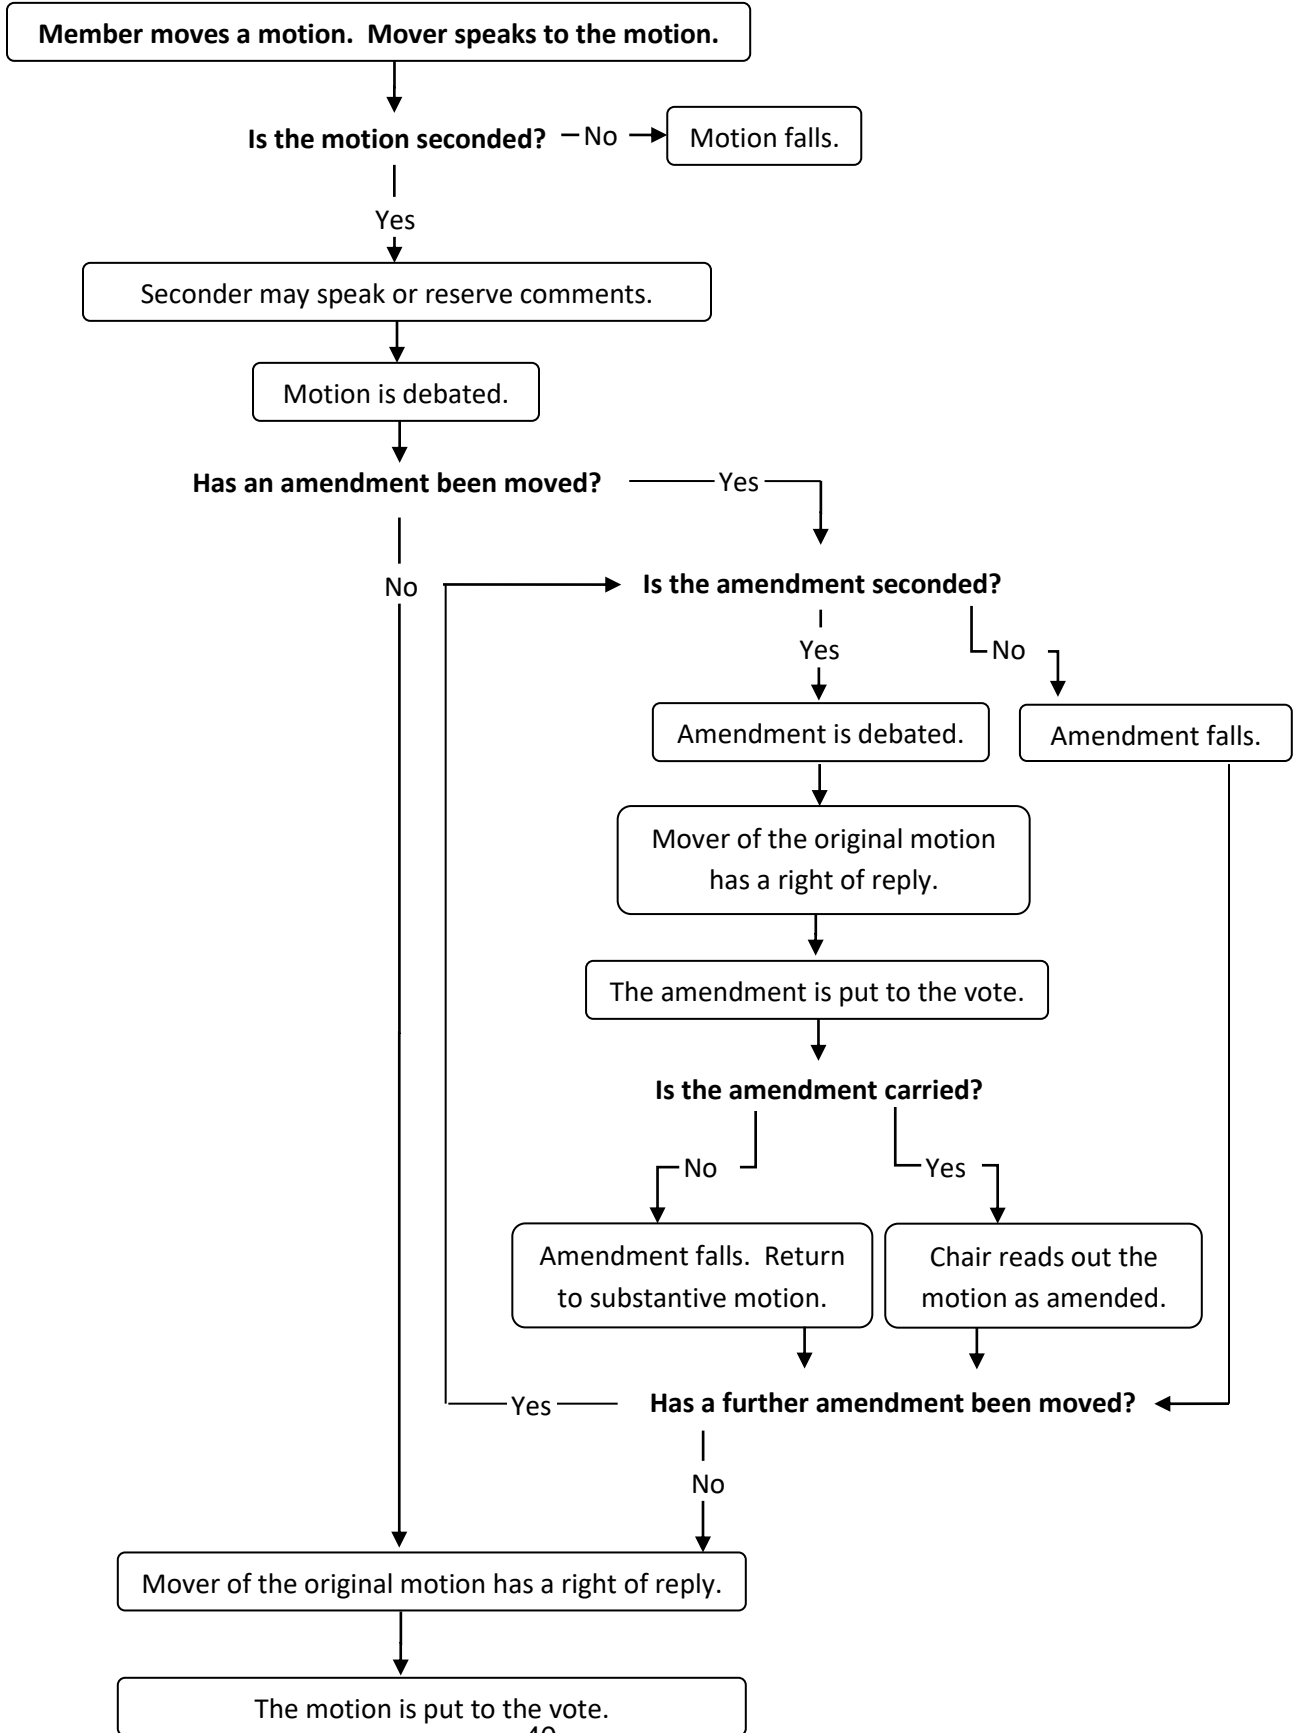 Member moves a motion.  Mover speaks to the motion.
Is the motion seconded?
No
Motion falls.
Yes
Seconder may speak or reserve comments.
Motion is debated.
Has an amendment been moved?
Yes
No
Is the amendment seconded?
Yes
No
Amendment is debated.
Amendment falls.
Mover of the original motion
has a right of reply.
The amendment is put to the vote.
Is the amendment carried?
No
Yes
Amendment falls.  Return
to substantive motion.
Chair reads out the
motion as amended.
Yes
Has a further amendment been moved?
No
Mover of the original motion has a right of reply.
The motion is put to the vote.